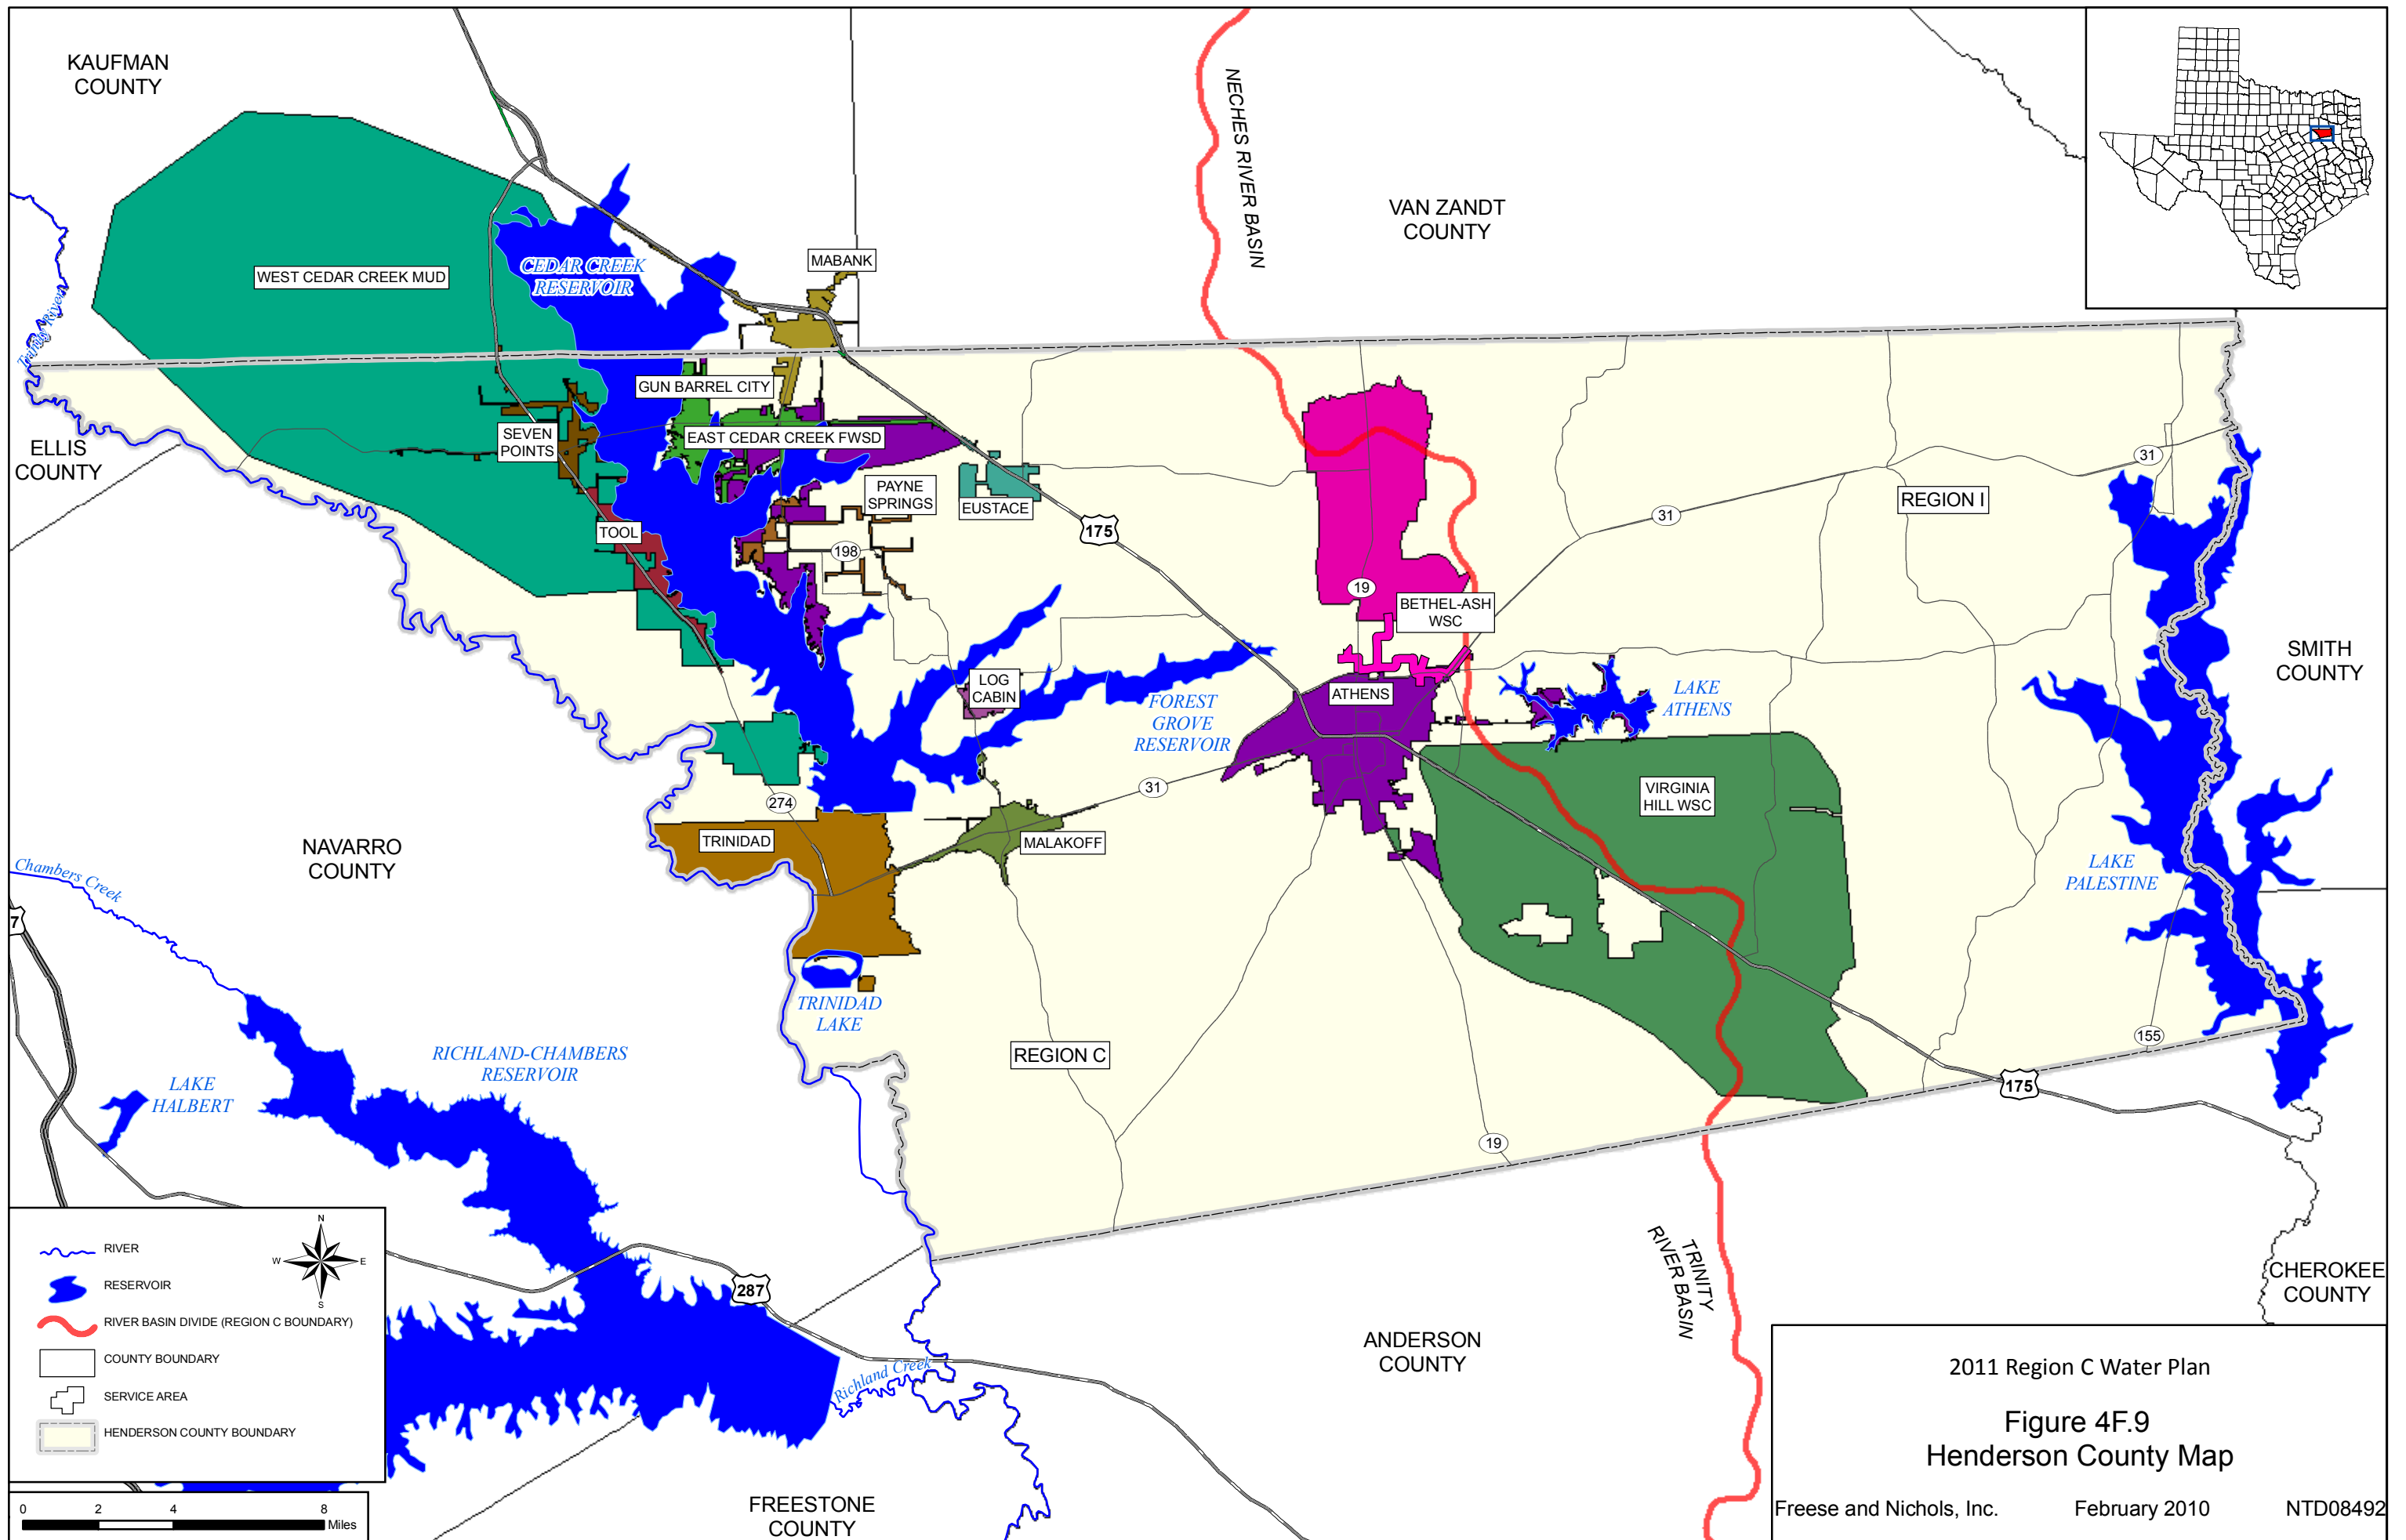 KAUFMAN
COUNTY
NECHES RIVER BASIN
VAN ZANDT
COUNTY
WEST CEDAR CREEK MUD
CEDAR CREEK
RESERVOIR
MABANK
Trinity River
GUN BARREL CITY
SEVEN
POINTS
EAST CEDAR CREEK FWSD
ELLIS
COUNTY
31
PAYNE
SPRINGS
EUSTACE
REGION I
TOOL
175
31
198
19
BETHEL-ASH
WSC
SMITH
COUNTY
LOG
CABIN
ATHENS
LAKE
ATHENS
FOREST
GROVE
RESERVOIR
31
274
VIRGINIA
HILL WSC
TRINIDAD
MALAKOFF
NAVARRO
COUNTY
Chambers Creek
LAKE
PALESTINE
7
TRINIDAD
LAKE
REGION C
155
RICHLAND-CHAMBERS
RESERVOIR
LAKE
HALBERT
175
19
TRINITY
RIVER BASIN
N
W
E
S
RIVER
RESERVOIR
RIVER BASIN DIVIDE (REGION C BOUNDARY)
COUNTY BOUNDARY
SERVICE AREA
HENDERSON COUNTY BOUNDARY
287
CHEROKEE
COUNTY
ANDERSON
COUNTY
Richland Creek
FREESTONE
COUNTY
0 2 4 8
Miles
2011 Region C Water Plan
Figure 4F.9
Henderson County Map
Freese and Nichols, Inc. February 2010 NTD08492